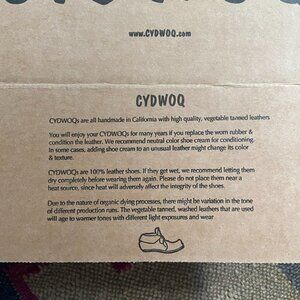 www.CYDWOQ.com
CYDWOQ
CYDWOQs are all handmade in California with high quality, vegetable tanned leathers
You will enjoy your CYDWOQs for many years if you replace the worn rubber &
condition the leather. We recommend neutral color shoe cream for conditioning.
In some cases, adding shoe cream to an unusual leather might change its color
& texture.
CYDWOQs are 100% leather shoes. If they get wet, we recommend letting them
dry completely before wearing them again. Please do not place them near a
heat source, since heat will adversely affect the integrity of the shoes.
Due to the nature of organic dying processes, there might be variation in the tone
of different production runs. The vegetable tanned, washed leathers that are used
will age to warmer tones with different light exposures and wear